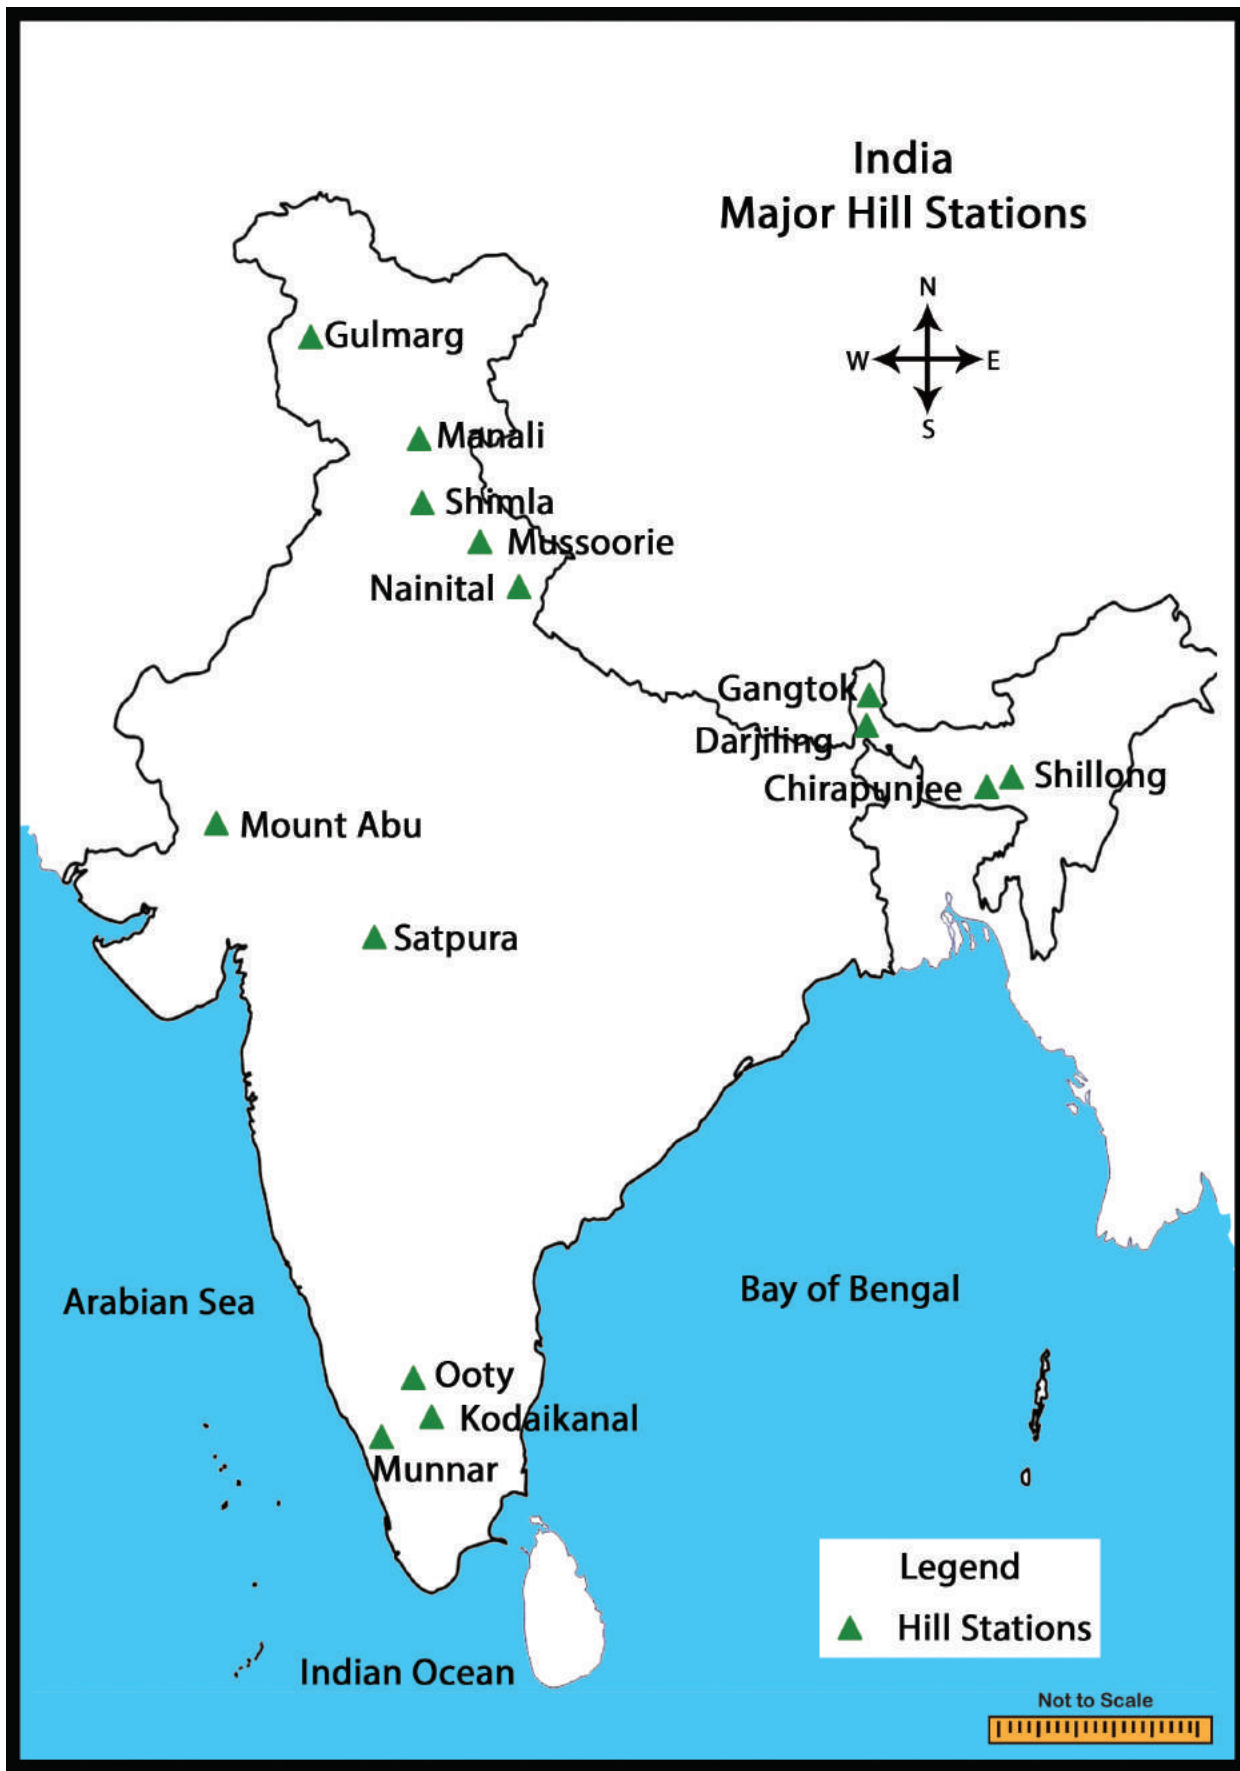 India
Major Hill Stations
N
W
E
S
Gulmarg
Manali
Shimla
Mussoorie
Nainital
Gangtok
Darjiling
Chirapunjee
Shillong
Mount Abu
Satpura
Arabian Sea
Bay of Bengal
Ooty
Kodaikanal
Munnar
Legend
Hill Stations
Indian Ocean
Not to Scale